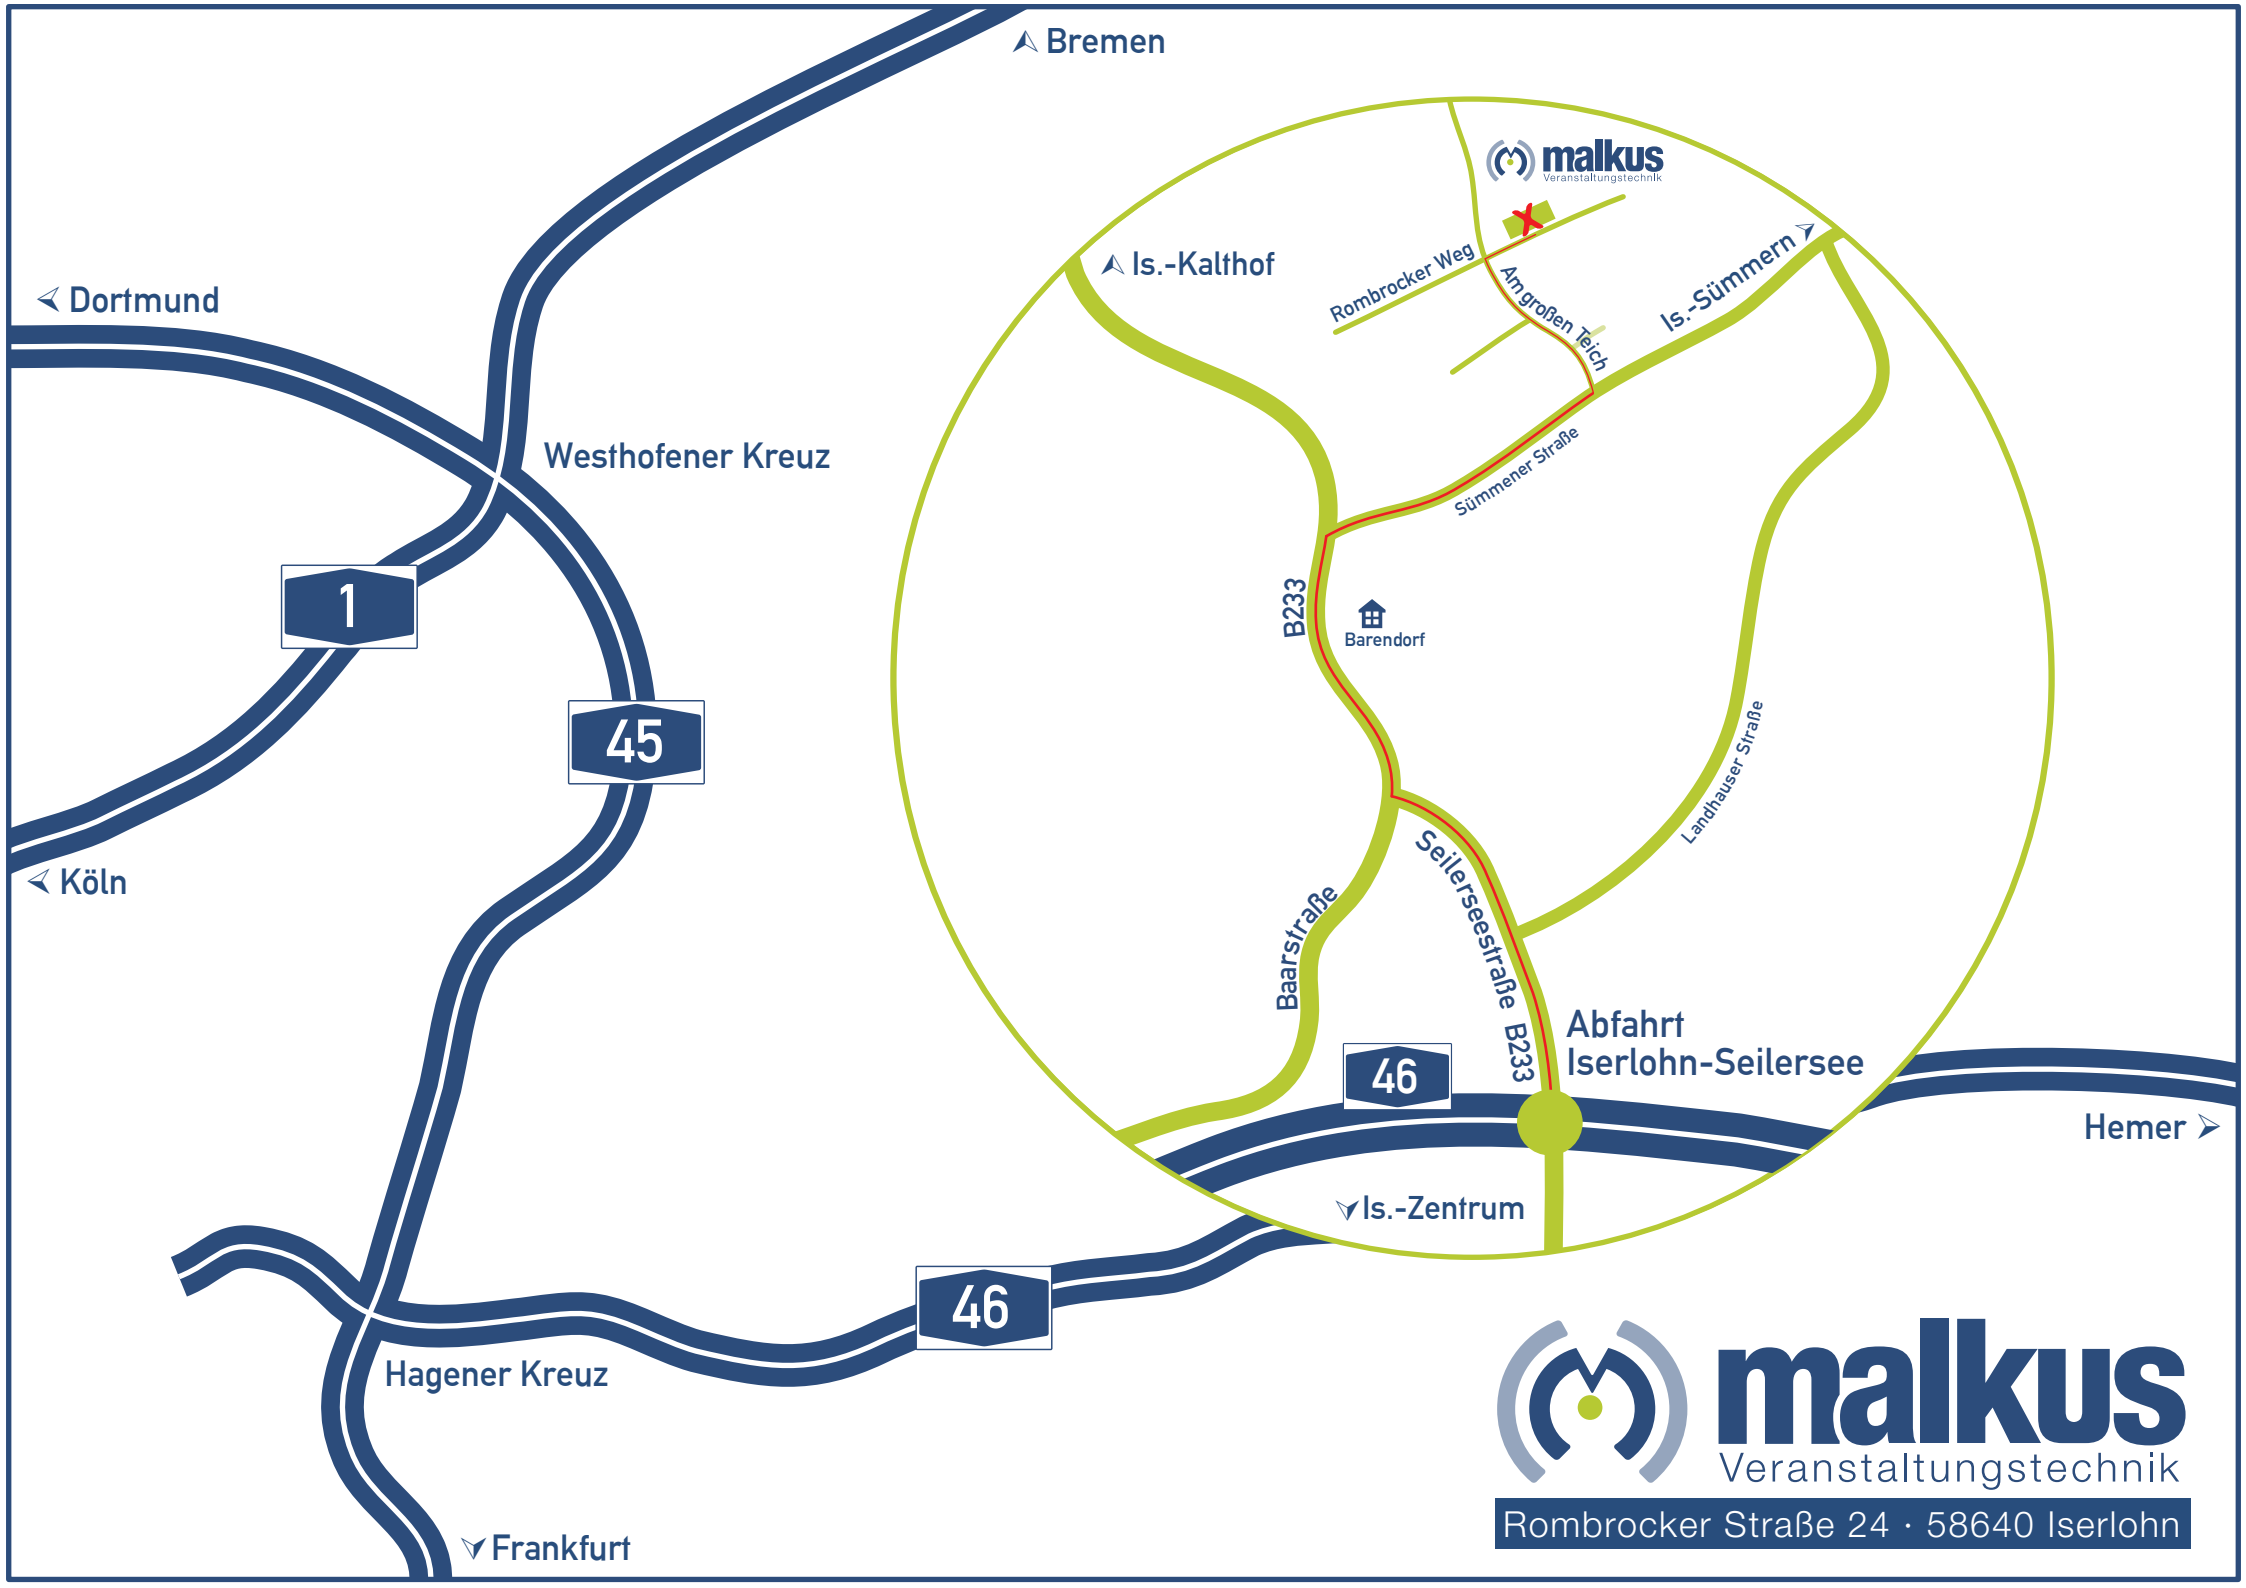 Bremen
malkus
Veranstaltungstechnik
Is.-Kalthof
Rombrocker Weg
Am großen Teich
Is.-Sümmern
Dortmund
Westhofener Kreuz
Sümmener Straße
1
B233
Barendorf
45
Landhauser Straße
Köln
Seilerseestraße B233
Baarstraße
Abfahrt
Iserlohn-Seilersee
46
Hemer
Is.-Zentrum
46
Hagener Kreuz
Frankfurt
malkus
Veranstaltungstechnik
Rombrocker Straße 24 · 58640 Iserlohn